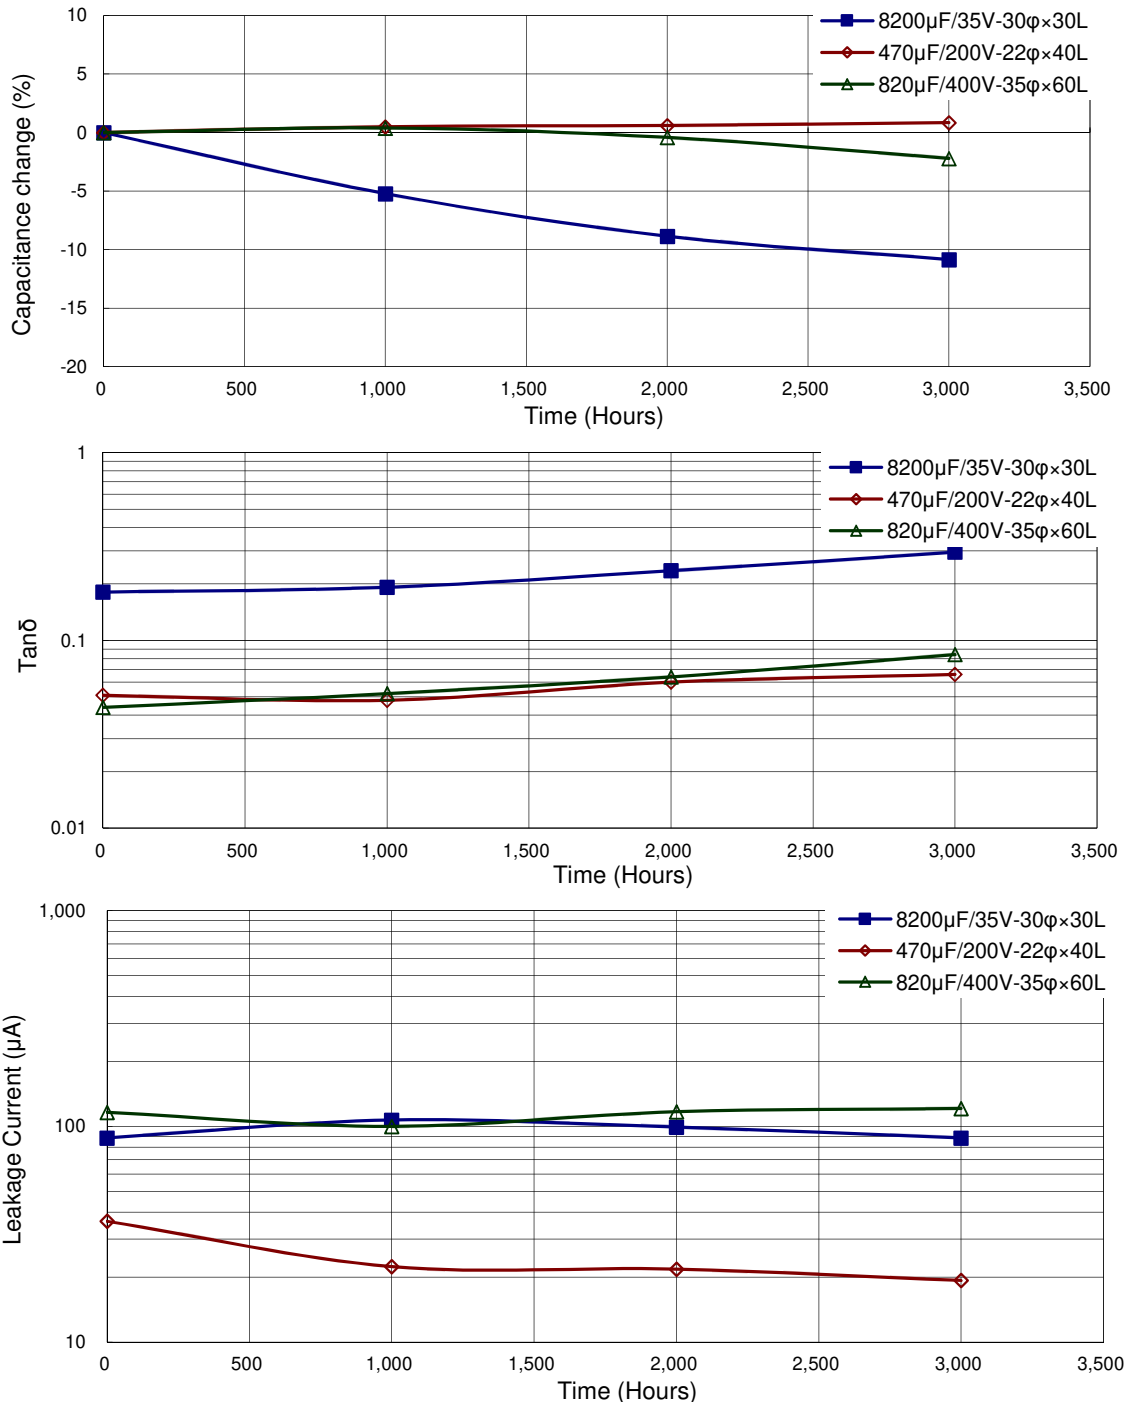 10
8200µF/35V-30φ×30L
470µF/200V-22φ×40L
820µF/400V-35φ×60L
5
0
-5
-10
-15
-20
Capacitance change (%)
0 500 1,000 1,500 2,000 2,500 3,000 3,500
Time (Hours)
1
8200µF/35V-30φ×30L
470µF/200V-22φ×40L
820µF/400V-35φ×60L
0.1
0.01
Tanδ
0 500 1,000 1,500 2,000 2,500 3,000 3,500
Time (Hours)
1,000
8200µF/35V-30φ×30L
470µF/200V-22φ×40L
820µF/400V-35φ×60L
100
10
Leakage Current (µA)
0 500 1,000 1,500 2,000 2,500 3,000 3,500
Time (Hours)